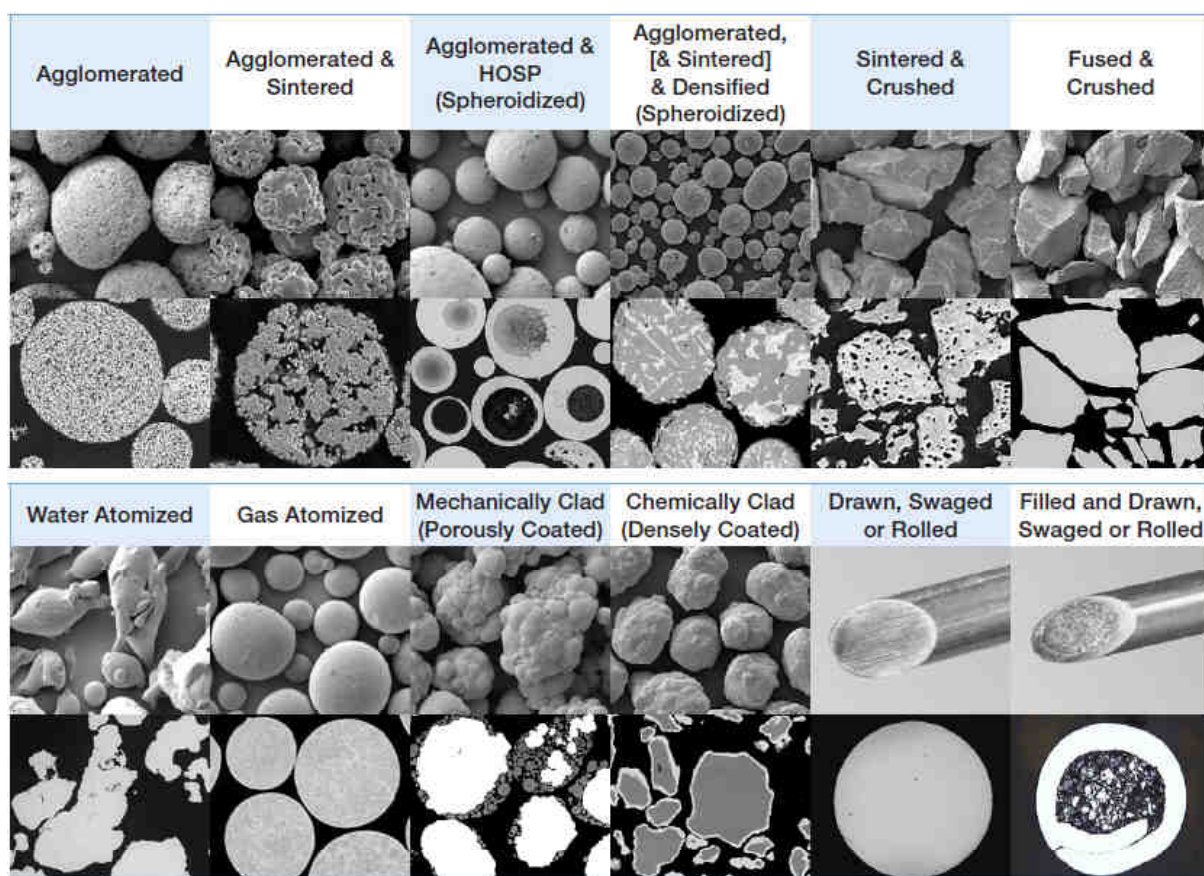 Agglomerated
Agglomerated &
Sintered
Agglomerated &
HOSP
(Spheroidized)
Agglomerated,
[& Sintered]
& Densified
(Spheroidized)
Sintered &
Crushed
Fused &
Crushed
Water Atomized
Gas Atomized
Mechanically Clad
(Porously Coated)
Chemically Clad
(Densely Coated)
Drawn, Swaged
or Rolled
Filled and Drawn,
Swaged or Rolled